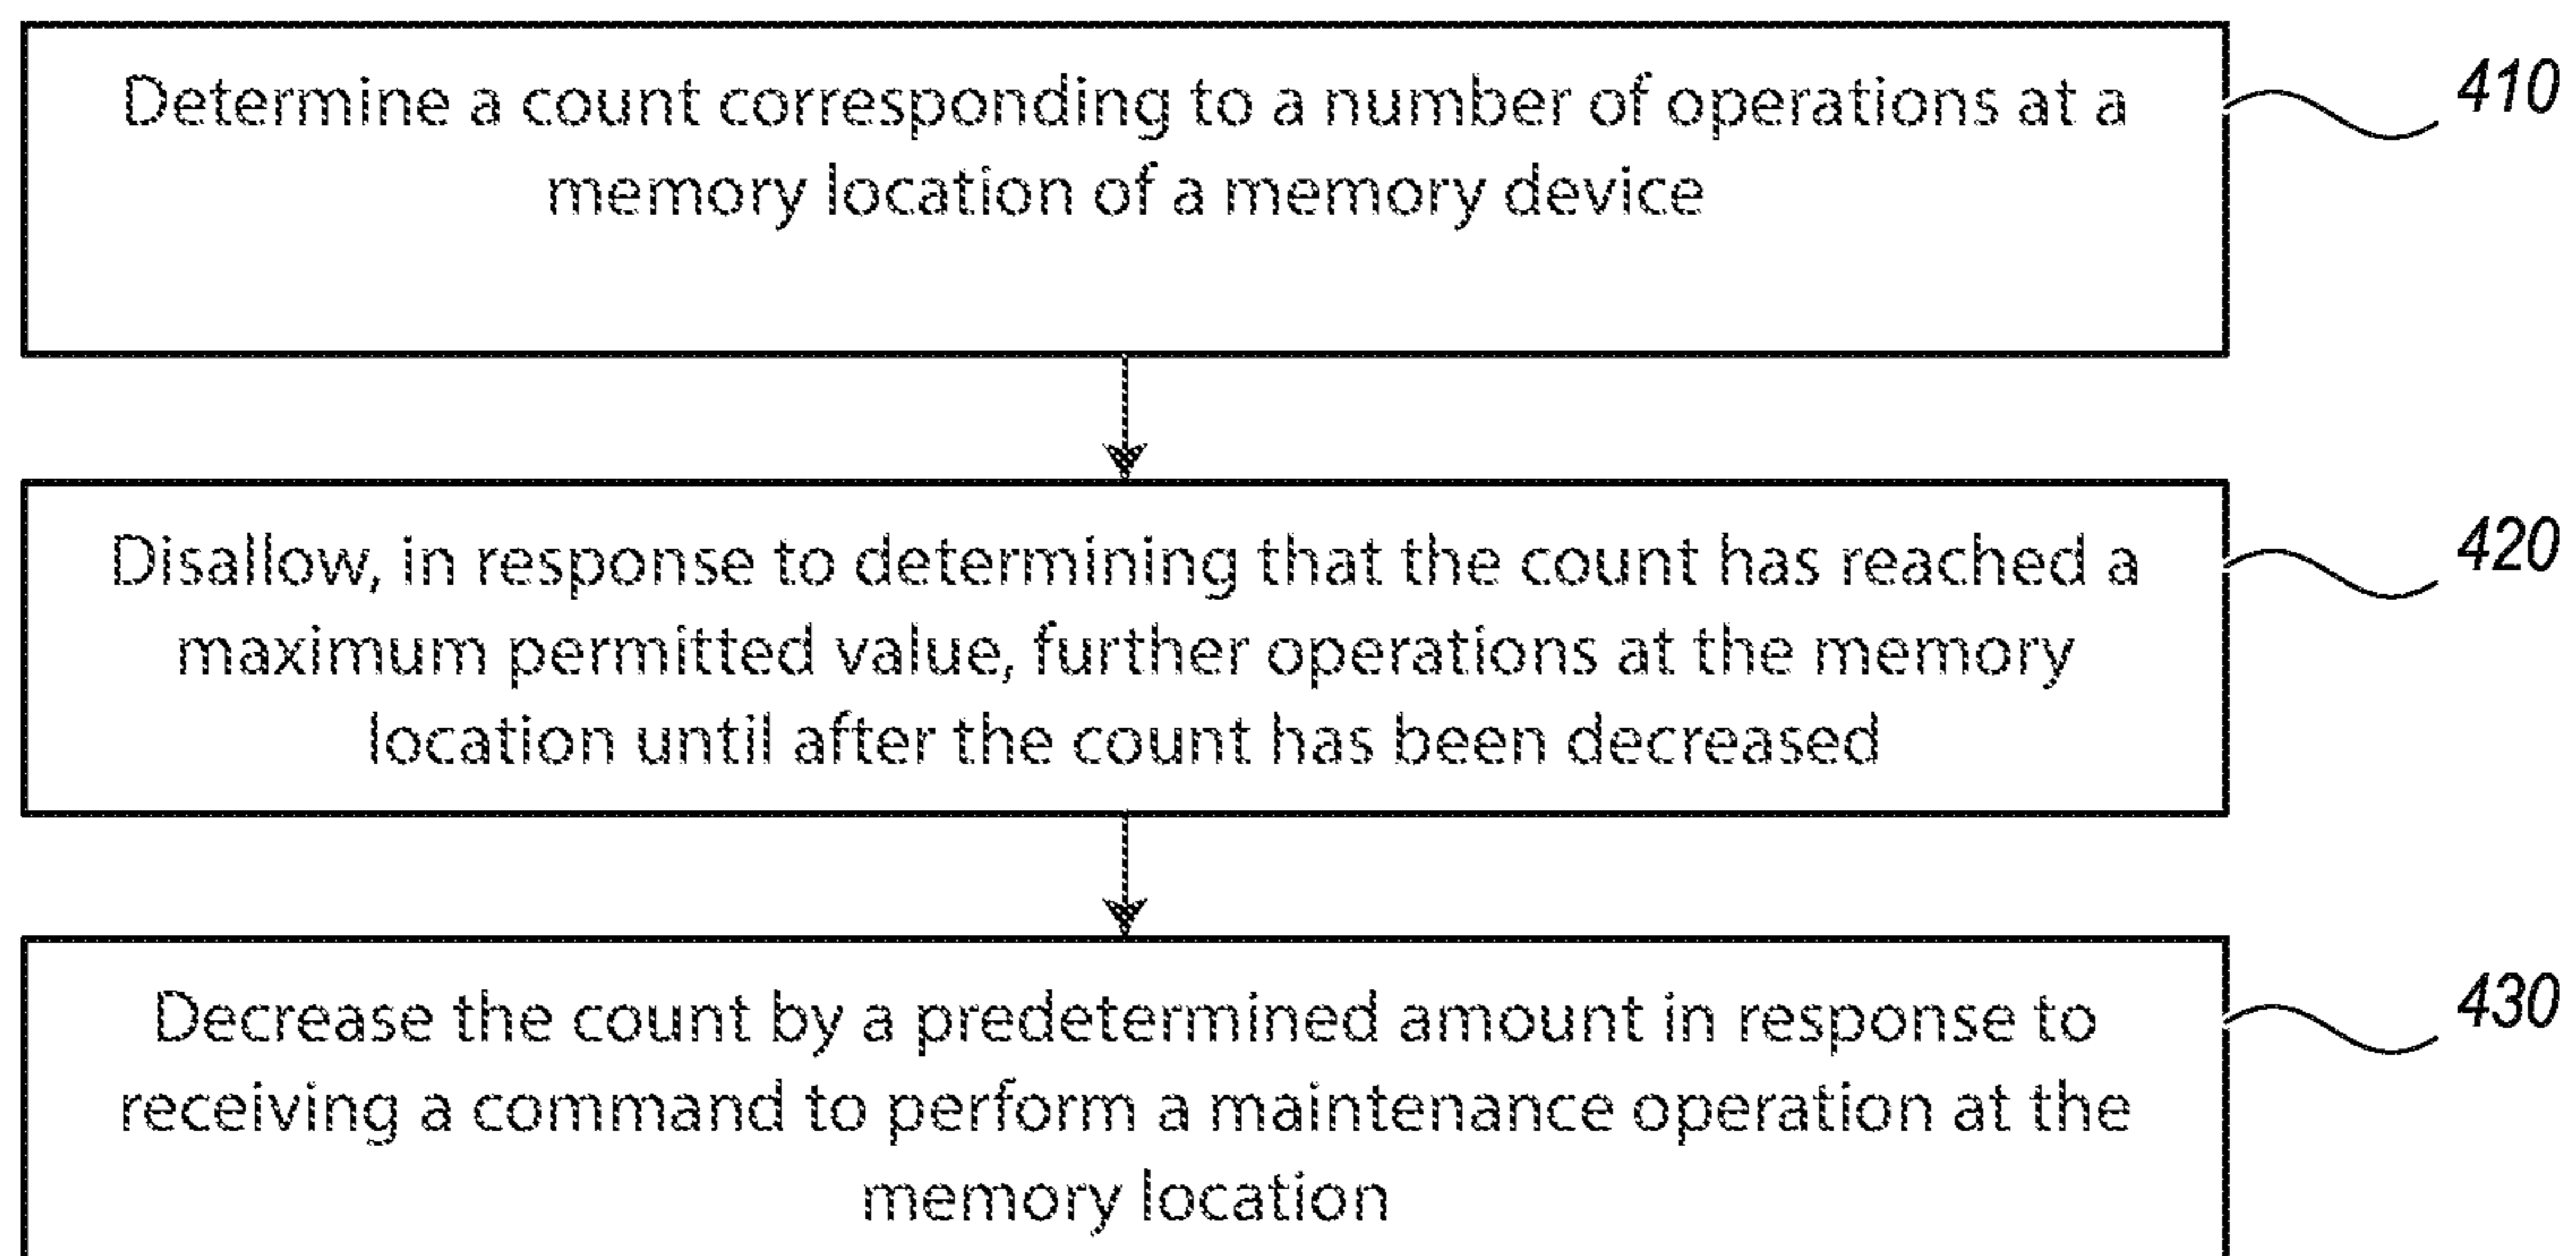 Determine a count corresponding to a number of operations at a
memory location of a memory device
410
Disallow, in response to determining that the count has reached a
maximum permitted value, further operations at the memory
location until after the count has been decreased
420
Decrease the count by a predetermined amount in response to
receiving a command to perform a maintenance operation at the
memory location
430